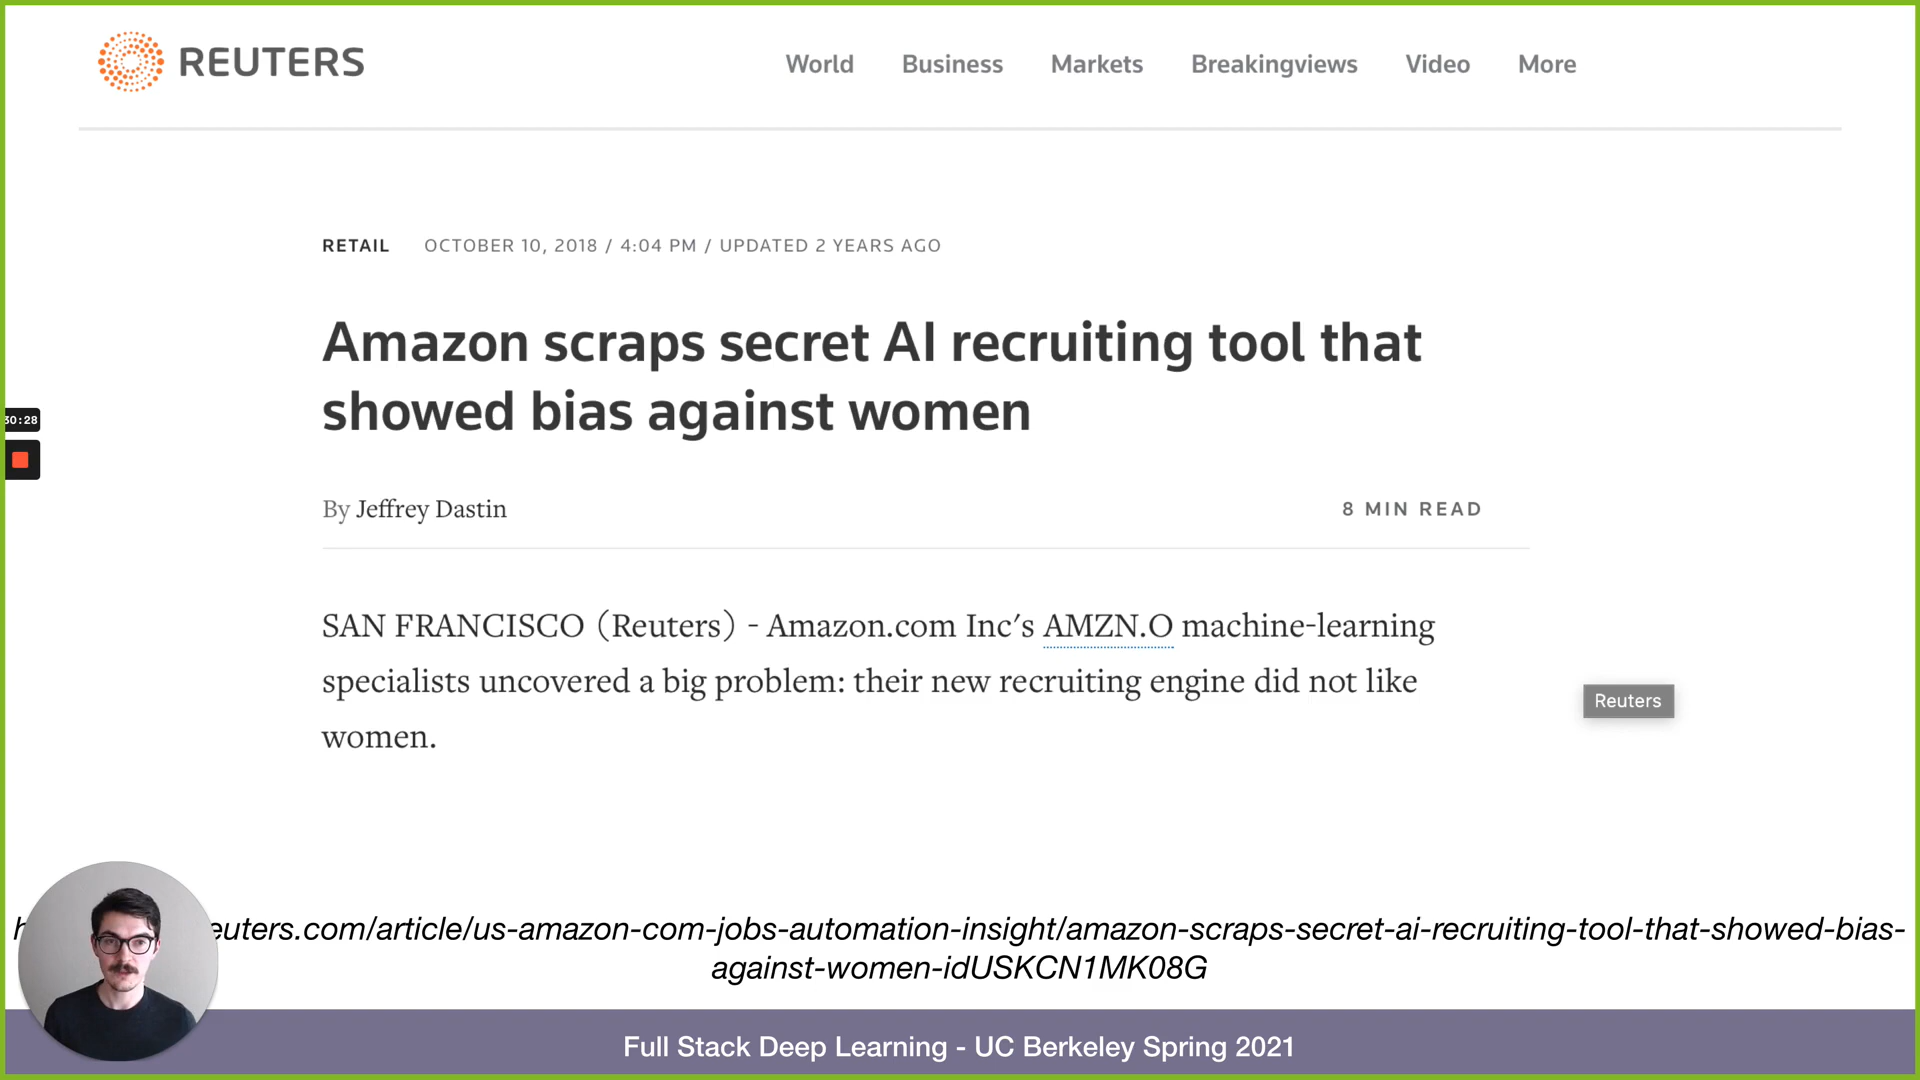 REUTERS
World Business Markets Breakingviews Video More
RETAIL OCTOBER 10, 2018 / 4:04 PM / UPDATED 2 YEARS AGO
Amazon scraps secret AI recruiting tool that
showed bias against women
By Jeffrey Dastin 8 MIN READ
SAN FRANCISCO (Reuters) - Amazon.com Inc's AMZN.O machine-learning
specialists uncovered a big problem: their new recruiting engine did not like
women.
Reuters
30:28
euters.com/article/us-amazon-com-jobs-automation-insight/amazon-scraps-secret-ai-recruiting-tool-that-showed-bias-
against-women-idUSKCN1MK08G
Full Stack Deep Learning - UC Berkeley Spring 2021